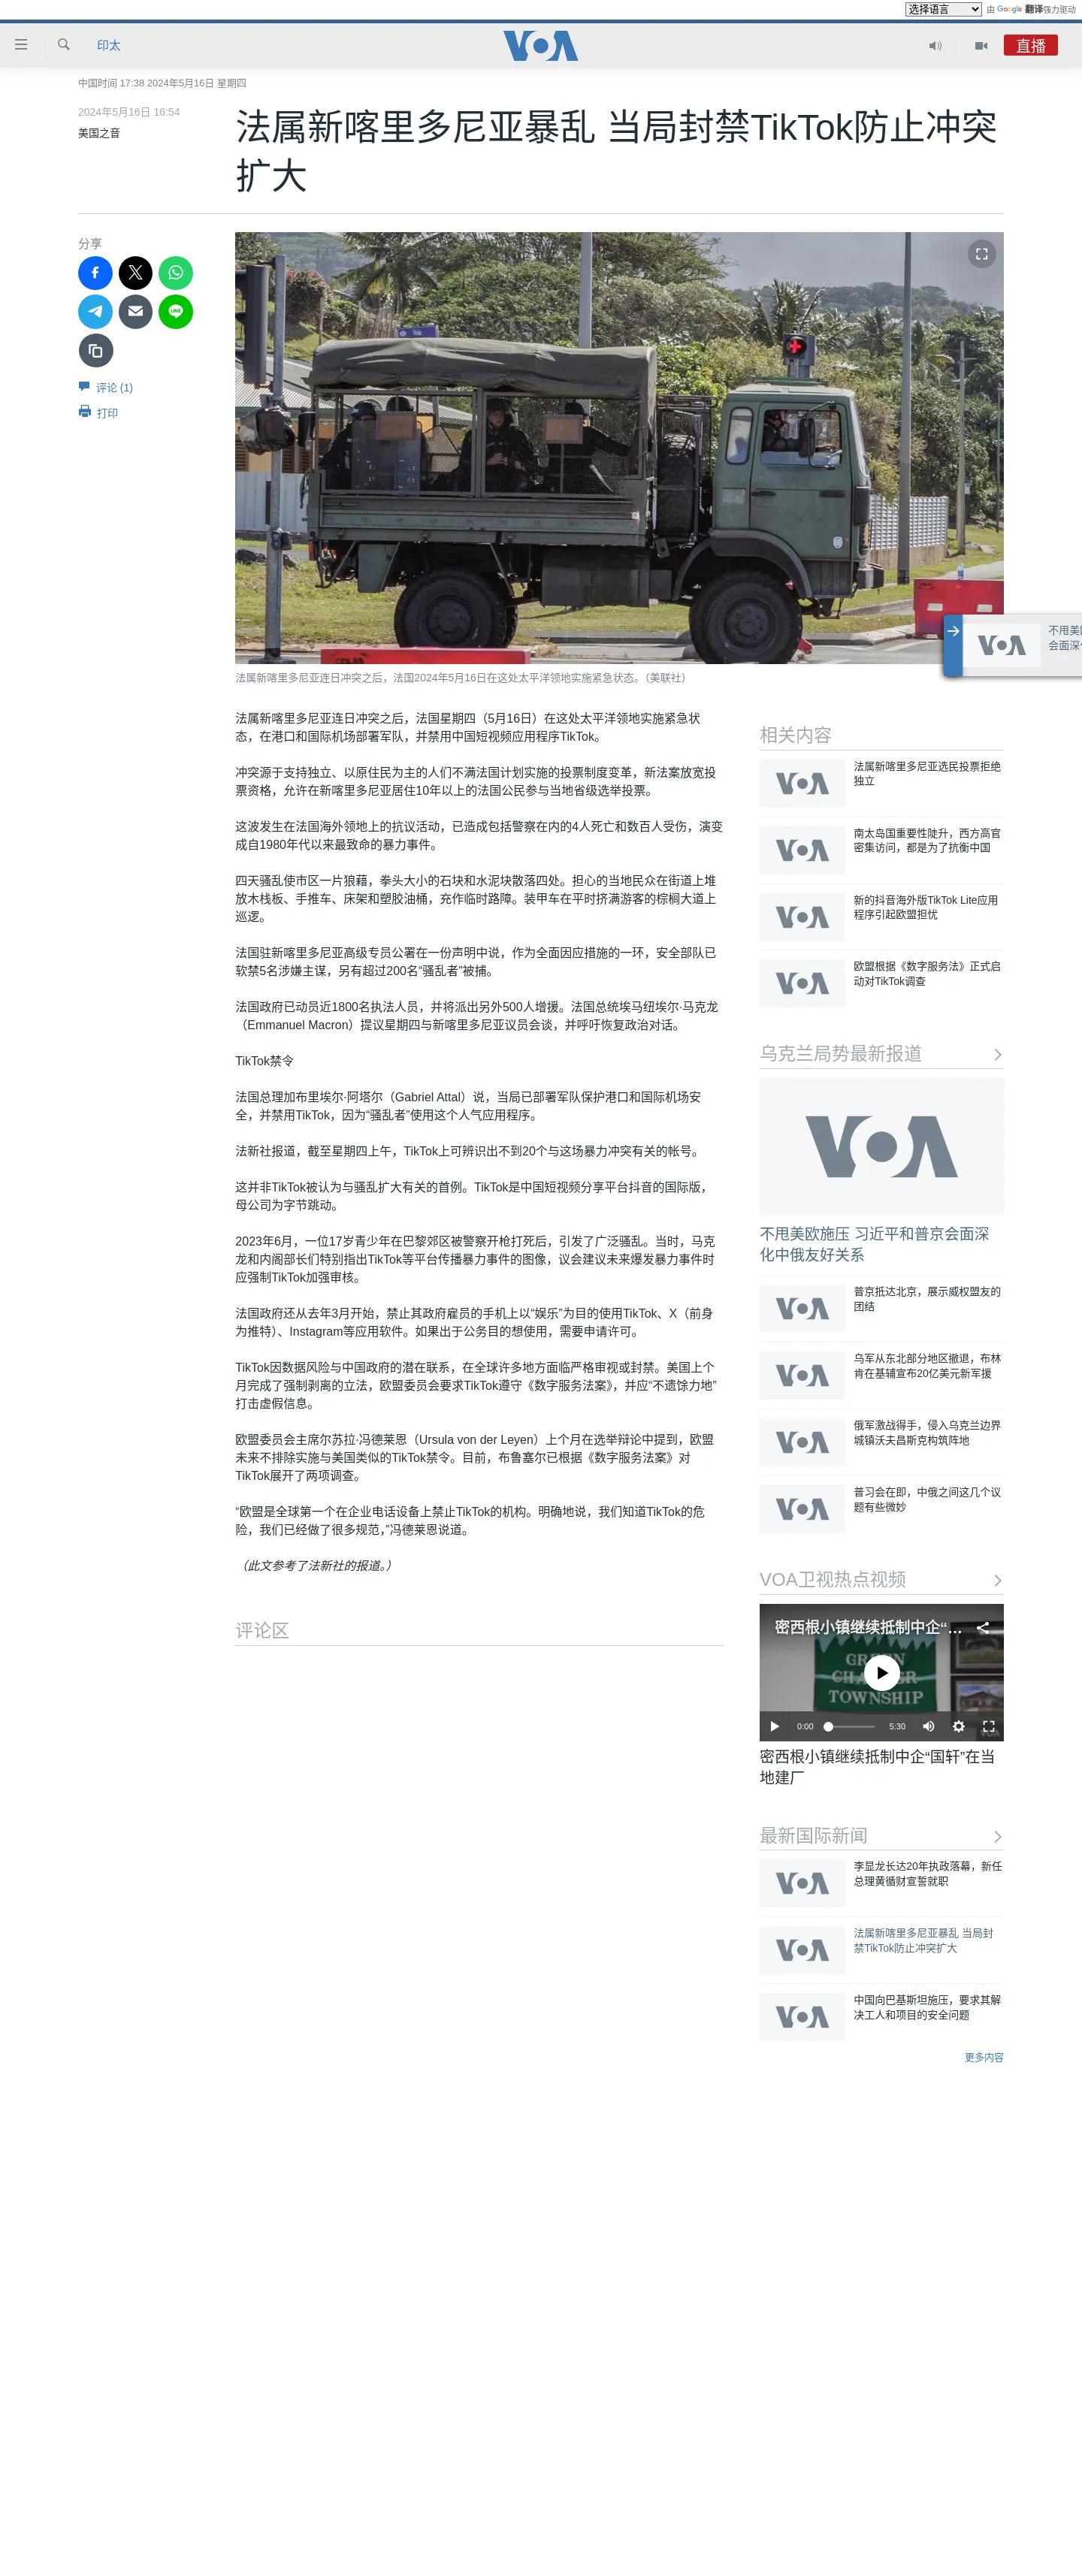 选择语言
由 Google 翻译强力驱动
印太
VOA
直播
中国时间 17:38 2024年5月16日 星期四
2024年5月16日 16:54
美国之音
法属新喀里多尼亚暴乱 当局封禁TikTok防止冲突
扩大
分享
LINE
评论 (1)
打印
法属新喀里多尼亚连日冲突之后，法国2024年5月16日在这处太平洋领地实施紧急状态。（美联社）
不甩美
会面深
法属新喀里多尼亚连日冲突之后，法国星期四（5月16日）在这处太平洋领地实施紧急状
态，在港口和国际机场部署军队，并禁用中国短视频应用程序TikTok。
冲突源于支持独立、以原住民为主的人们不满法国计划实施的投票制度变革，新法案放宽投
票资格，允许在新喀里多尼亚居住10年以上的法国公民参与当地省级选举投票。
这波发生在法国海外领地上的抗议活动，已造成包括警察在内的4人死亡和数百人受伤，演变
成自1980年代以来最致命的暴力事件。
四天骚乱使市区一片狼藉，拳头大小的石块和水泥块散落四处。担心的当地民众在街道上堆
放木栈板、手推车、床架和塑胶油桶，充作临时路障。装甲车在平时挤满游客的棕榈大道上
巡逻。
法国驻新喀里多尼亚高级专员公署在一份声明中说，作为全面因应措施的一环，安全部队已
软禁5名涉嫌主谋，另有超过200名“骚乱者”被捕。
法国政府已动员近1800名执法人员，并将派出另外500人增援。法国总统埃马纽埃尔·马克龙
（Emmanuel Macron）提议星期四与新喀里多尼亚议员会谈，并呼吁恢复政治对话。
TikTok禁令
法国总理加布里埃尔·阿塔尔（Gabriel Attal）说，当局已部署军队保护港口和国际机场安
全，并禁用TikTok，因为“骚乱者”使用这个人气应用程序。
法新社报道，截至星期四上午，TikTok上可辨识出不到20个与这场暴力冲突有关的帐号。
这并非TikTok被认为与骚乱扩大有关的首例。TikTok是中国短视频分享平台抖音的国际版，
母公司为字节跳动。
2023年6月，一位17岁青少年在巴黎郊区被警察开枪打死后，引发了广泛骚乱。当时，马克
龙和内阁部长们特别指出TikTok等平台传播暴力事件的图像，议会建议未来爆发暴力事件时
应强制TikTok加强审核。
法国政府还从去年3月开始，禁止其政府雇员的手机上以“娱乐”为目的使用TikTok、X（前身
为推特）、Instagram等应用软件。如果出于公务目的想使用，需要申请许可。
TikTok因数据风险与中国政府的潜在联系，在全球许多地方面临严格审视或封禁。美国上个
月完成了强制剥离的立法，欧盟委员会要求TikTok遵守《数字服务法案》，并应“不遗馀力地”
打击虚假信息。
欧盟委员会主席尔苏拉·冯德莱恩（Ursula von der Leyen）上个月在选举辩论中提到，欧盟
未来不排除实施与美国类似的TikTok禁令。目前，布鲁塞尔已根据《数字服务法案》对
TikTok展开了两项调查。
“欧盟是全球第一个在企业电话设备上禁止TikTok的机构。明确地说，我们知道TikTok的危
险，我们已经做了很多规范，”冯德莱恩说道。
（此文参考了法新社的报道。）
评论区
相关内容
VOA
法属新喀里多尼亚选民投票拒绝
独立
VOA
南太岛国重要性陡升，西方高官
密集访问，都是为了抗衡中国
VOA
新的抖音海外版TikTok Lite应用
程序引起欧盟担忧
VOA
欧盟根据《数字服务法》正式启
动对TikTok调查
乌克兰局势最新报道
VOA
不甩美欧施压 习近平和普京会面深
化中俄友好关系
VOA
普京抵达北京，展示威权盟友的
团结
VOA
乌军从东北部分地区撤退，布林
肯在基辅宣布20亿美元新军援
VOA
俄军激战得手，侵入乌克兰边界
城镇沃夫昌斯克构筑阵地
VOA
普习会在即，中俄之间这几个议
题有些微妙
VOA卫视热点视频
密西根小镇继续抵制中企“...
GREEN
CHARTER
TOWNSHIP
0:00
5:30
VOA
密西根小镇继续抵制中企“国轩”在当
地建厂
最新国际新闻
VOA
李显龙长达20年执政落幕，新任
总理黄循财宣誓就职
VOA
法属新喀里多尼亚暴乱 当局封
禁TikTok防止冲突扩大
VOA
中国向巴基斯坦施压，要求其解
决工人和项目的安全问题
更多内容